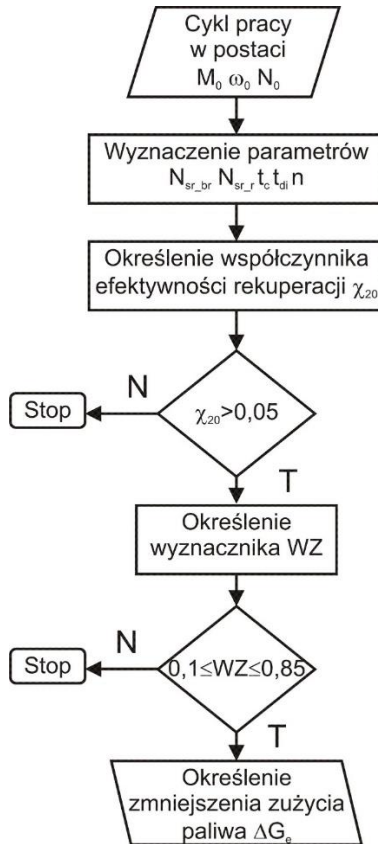 Cykl pracy
w postaci
M₀ ω₀ N₀
Wyznaczenie parametrów
Nsr_br Nsr_r tc tdi n
Określenie współczynnika
efektywności rekuperacji χ₂₀
N
Stop
χ₂₀>0,05
T
Określenie
wyznacznika WZ
N
Stop
0,1≤WZ≤0,85
T
Określenie
zmniejszenia zużycia
paliwa ΔGₑ